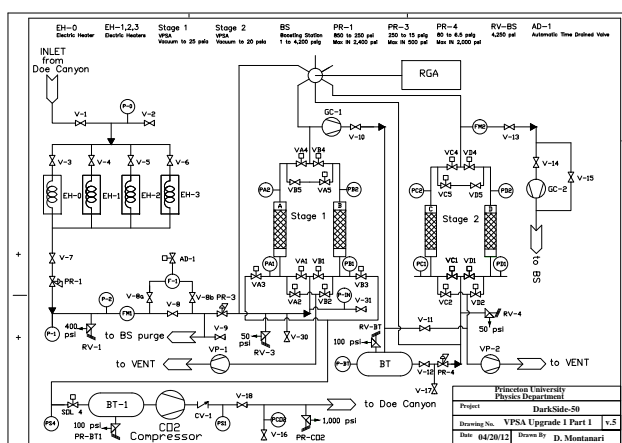 EH-0 EH-1,2,3 Stage 1 Stage 2 BS PR-1 PR-3 PR-4 RV-BS AD-1
Electric Heater Electric Heaters VPSA VPSA Boosting Station 850 to 250 psi 250 to 15 psig 80 to 6.5 psig 4,250 psi Automatic Time Drained Valve
Vacuum to 25 psig Vacuum to 20 psig 1 to 4,200 psig Max IN 2,400 psi Max IN 500 psi Max IN 2,000 psi
INLET
from
Doe Canyon
RGA
P-0
V-1 V-2
GC-1
V-10
FM2
V-13
V-3 V-4 V-5 V-6
VA4 VB4
VC4 VD4
V-14
V-15
GC-2
VB5 VA5
VC5 VD5
PA2 PB2
PC2 PD2
EH-0 EH-1 EH-2 EH-3
A B
C D
Stage 1
Stage 2
to BS
V-7
AD-1
PA1 PB1
PC1 PD1
VA1 VB1
VC1 VD1
VA3 VB3
PR-1
F-1
VA2 VB2
VC2 VD2
P-2
V-8a V-8b
PR-3
P-IN
V-31
RV-4
FM1
V-8
50 psi
P-1
400 psi
RV-1
to BS purge
V-9
50 psi
RV-3
V-30
RV-BT
100 psi
V-11
to VENT
VP-1
P-BT
BT
V-12
PR-4
VP-2
to VENT
V-17
SOL 4
BT-1
CV-1
V-18
to Doe Canyon
PS4
PS1
PCD2
1,000 psi
100 psi
PR-BT1
CD2
Compressor
V-16
PR-CD2
Princeton University
Physics Department
Project DarkSide-50
Drawing No. VPSA Upgrade 1 Part 1 v.5
Date 04/20/12 Drawn By D. Montanari